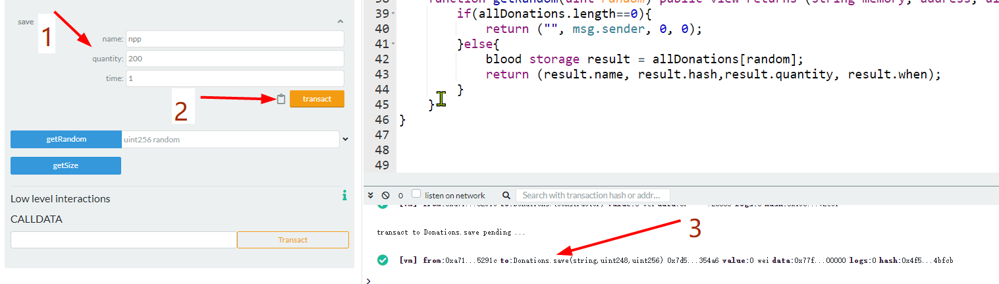 save
1
name: npp
quantity: 200
time: 1
2
transact
getRandom uint256 random
getSize
Low level interactions
i
CALLDATA
Transact
38 function getRandom(uint random) public view returns (string memory, address,
39 if(allDonations.length==0){
40 return ("", msg.sender, 0, 0);
41 }else{
42 blood storage result = allDonations[random];
43 return (result.name, result.hash,result.quantity, result.when);
44 }
45 }
46 }
47
48
49
0 listen on network Search with transaction hash or addr...
transact to Donations.save pending ...
3
[vm] from:0xa71...5291c to:Donations.save(string,uint248,uint256) 0x7d5...354a6 value:0 wei data:0x77f...00000 logs:0 hash:0x4f5...4bfcb
>